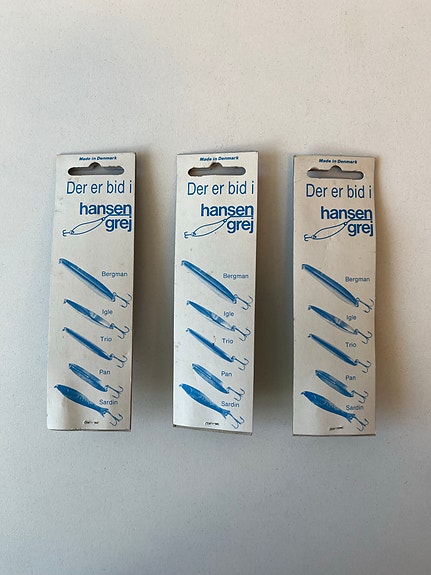 Made in Denmark
Der er bid i
hansen
grej
Bergman
Igle
Trio
Pan
Sardin
Made in Denmark
Der er bid i
hansen
grej
Bergman
Igle
Trio
Pan
Sardin
Made in Denmark
Der er bid i
hansen
grej
Bergman
Igle
Trio
Pan
Sardin